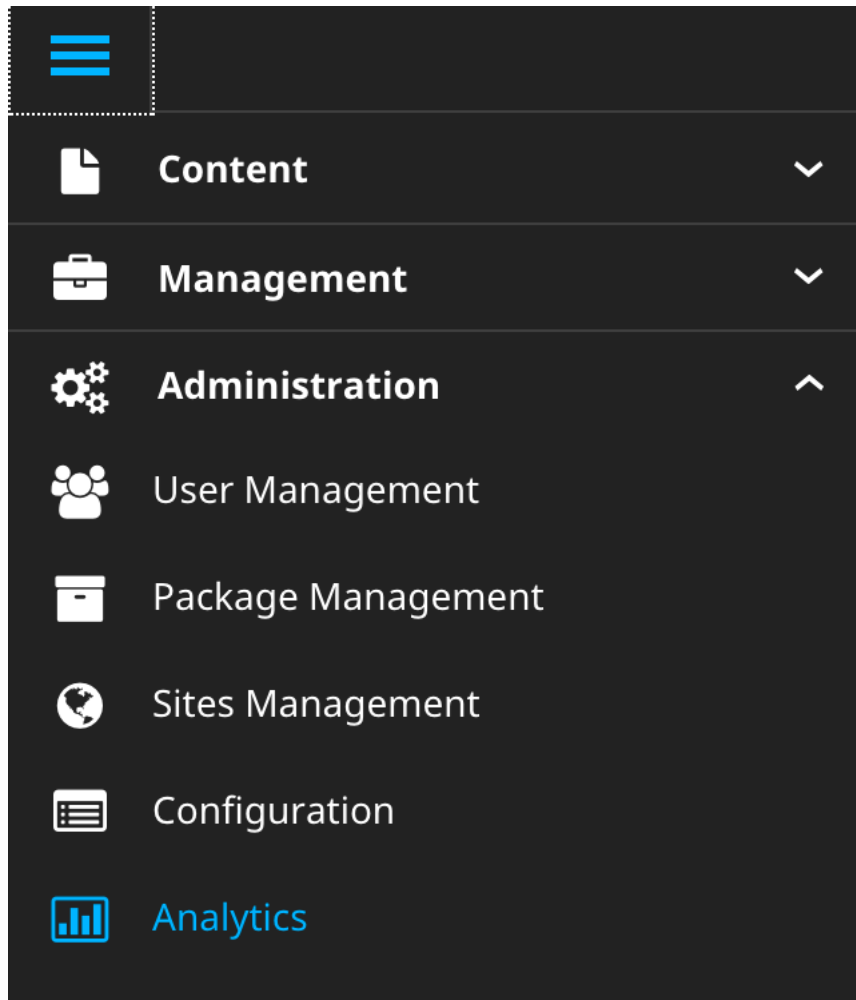 Content
Management
Administration
User Management
Package Management
Sites Management
Configuration
Analytics